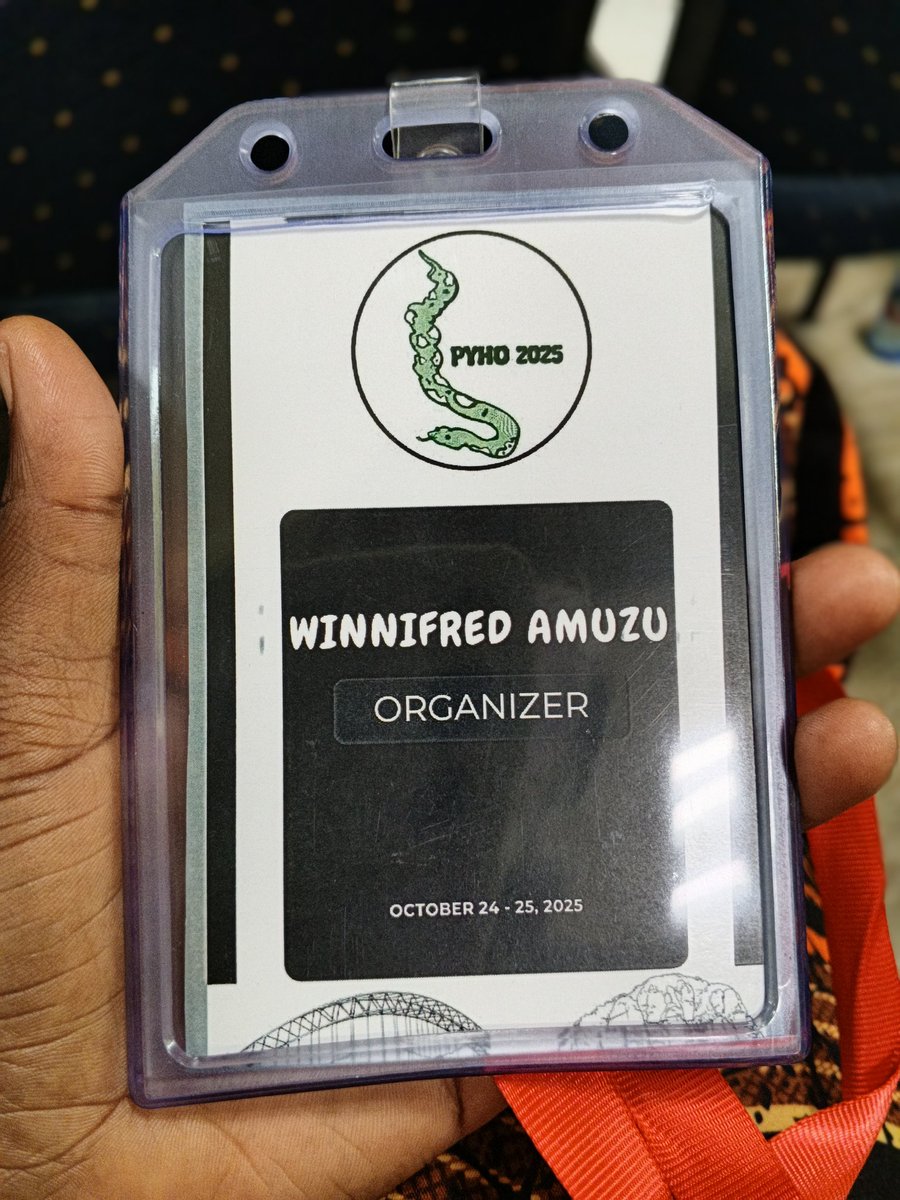 PYHO 2025
WINNIFRED AMUZU
ORGANIZER
OCTOBER 24 - 25, 2025